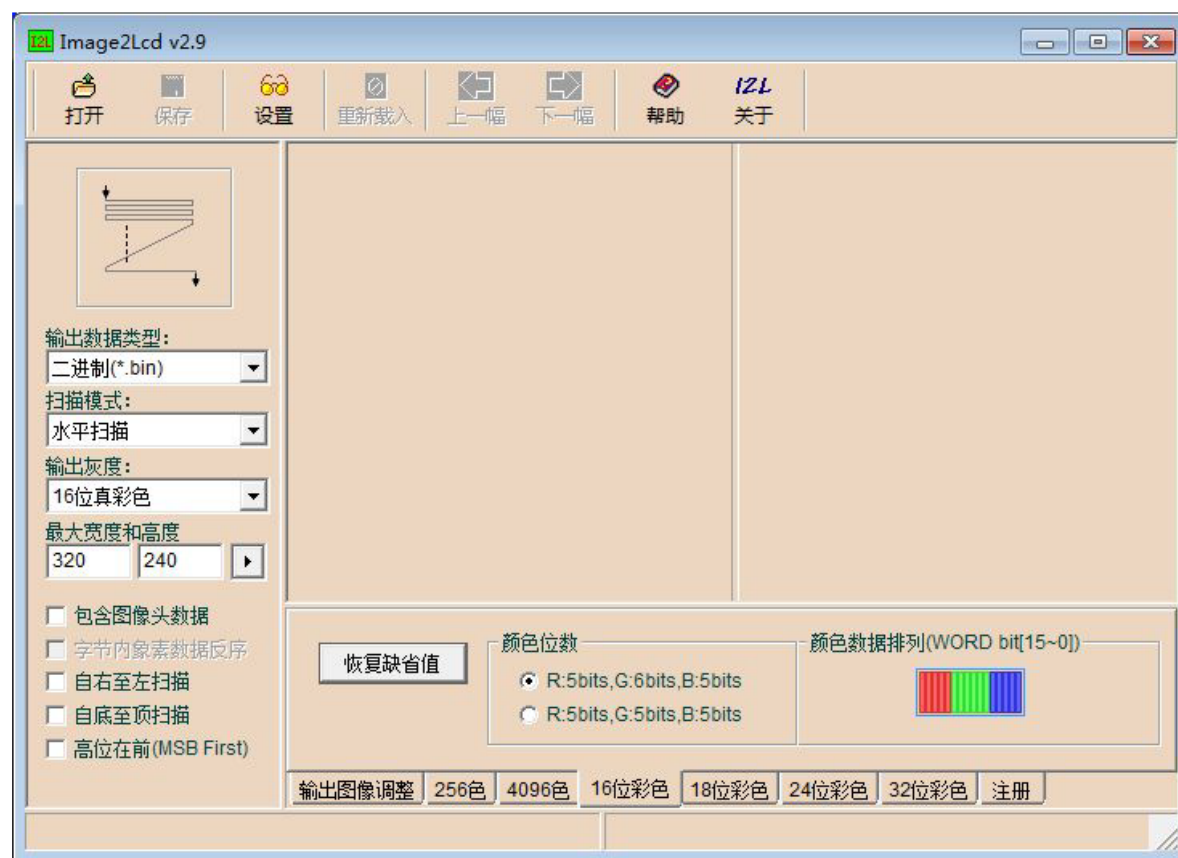 I2L Image2Lcd v2.9
打开 保存 设置 重新载入 上一幅 下一幅 帮助 I2L 关于
输出数据类型:
二进制(*.bin)
扫描模式:
水平扫描
输出灰度:
16位真彩色
最大宽度和高度
320 240
包含图像头数据
字节内象素数据反序
自右至左扫描
自底至顶扫描
高位在前(MSB First)
恢复缺省值
颜色位数
R:5bits,G:6bits,B:5bits
R:5bits,G:5bits,B:5bits
颜色数据排列(WORD bit[15~0])
输出图像调整 256色 4096色 16位彩色 18位彩色 24位彩色 32位彩色 注册